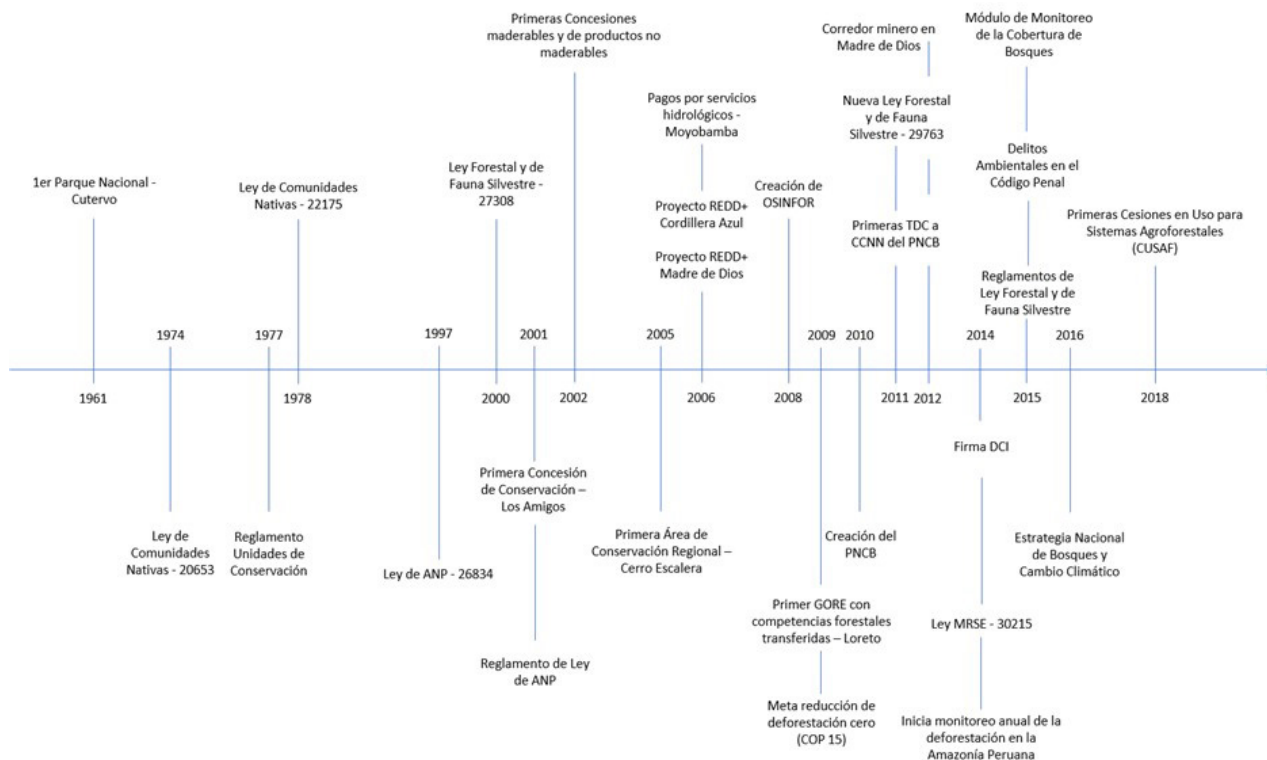 Primeras Concesiones
maderables y de productos no
maderables
Corredor minero en
Madre de Dios
Módulo de Monitoreo
de la Cobertura de
Bosques
Pagos por servicios
hidrológicos -
Moyobamba
Nueva Ley Forestal
y de Fauna
Silvestre - 29763
1er Parque Nacional -
Cutervo
Ley de Comunidades
Nativas - 22175
Ley Forestal y de
Fauna Silvestre -
27308
Proyecto REDD+
Cordillera Azul
Proyecto REDD+
Madre de Dios
Creación de
OSINFOR
Primeras TDC a
CCNN del PNCB
Delitos
Ambientales en el
Código Penal
Reglamentos de
Ley Forestal y de
Fauna Silvestre
Primeras Cesiones en Uso para
Sistemas Agroforestales
(CUSAF)
1974
1977
1997
2001
2005
2009
2010
2014
2016
1961
1978
2000
2002
2006
2008
2011
2012
2015
2018
Ley de
Comunidades
Nativas - 20653
Reglamento
Unidades de
Conservación
Ley de ANP - 26834
Primera Concesión
de Conservación –
Los Amigos
Reglamento de Ley
de ANP
Primera Área de
Conservación Regional –
Cerro Escalera
Primer GORE con
competencias forestales
transferidas – Loreto
Meta reducción de
deforestación cero
(COP 15)
Creación del
PNCB
Firma DCI
Ley MRSE - 30215
Inicia monitoreo anual de la
deforestación en la
Amazonía Peruana
Estrategia Nacional
de Bosques y
Cambio Climático